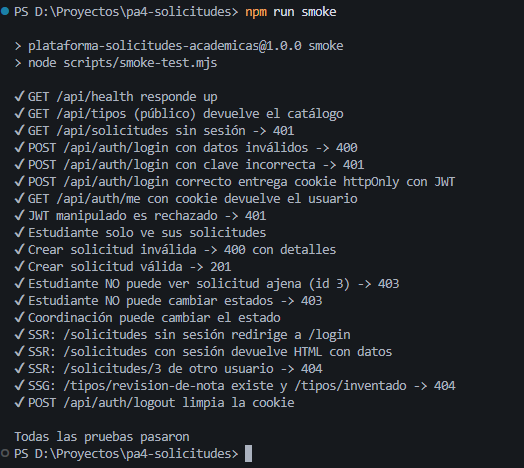 PS D:\Proyectos\pa4-solicitudes> npm run smoke
> plataforma-solicitudes-academicas@1.0.0 smoke
> node scripts/smoke-test.mjs
✓ GET /api/health responde up
✓ GET /api/tipos (público) devuelve el catálogo
✓ GET /api/solicitudes sin sesión -> 401
✓ POST /api/auth/login con datos inválidos -> 400
✓ POST /api/auth/login con clave incorrecta -> 401
✓ POST /api/auth/login correcto entrega cookie httpOnly con JWT
✓ GET /api/auth/me con cookie devuelve el usuario
✓ JWT manipulado es rechazado -> 401
✓ Estudiante solo ve sus solicitudes
✓ Crear solicitud inválida -> 400 con detalles
✓ Crear solicitud válida -> 201
✓ Estudiante NO puede ver solicitud ajena (id 3) -> 403
✓ Estudiante NO puede cambiar estados -> 403
✓ Coordinación puede cambiar el estado
✓ SSR: /solicitudes sin sesión redirige a /login
✓ SSR: /solicitudes con sesión devuelve HTML con datos
✓ SSR: /solicitudes/3 de otro usuario -> 404
✓ SSG: /tipos/revision-de-nota existe y /tipos/inventado -> 404
✓ POST /api/auth/logout limpia la cookie
Todas las pruebas pasaron
PS D:\Proyectos\pa4-solicitudes>